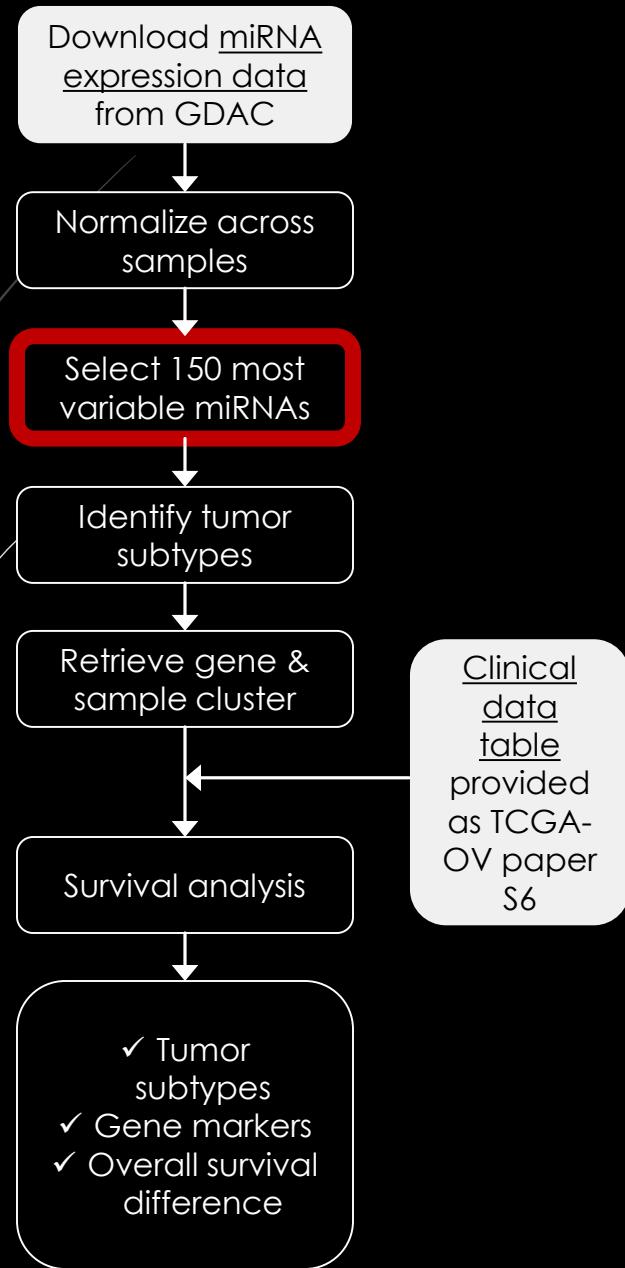 Download miRNA
expression data
from GDAC
Normalize across
samples
Select 150 most
variable miRNAs
Identify tumor
subtypes
Retrieve gene &
sample cluster
Clinical
data
table
provided
as TCGA-
OV paper
S6
Survival analysis
✓ Tumor
subtypes
✓ Gene markers
✓ Overall survival
difference